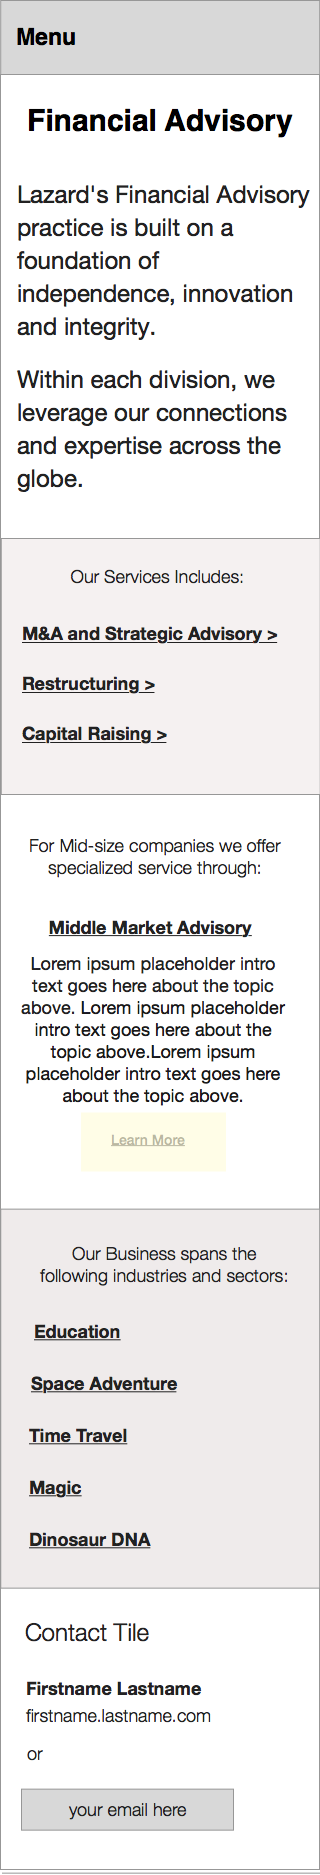 Menu
Financial Advisory
Lazard's Financial Advisory
practice is built on a
foundation of
independence, innovation
and integrity.
Within each division, we
leverage our connections
and expertise across the
globe.
Our Services Includes:
M&A and Strategic Advisory >
Restructuring >
Capital Raising >
For Mid-size companies we offer
specialized service through:
Middle Market Advisory
Lorem ipsum placeholder intro
text goes here about the topic
above. Lorem ipsum placeholder
intro text goes here about the
topic above.Lorem ipsum
placeholder intro text goes here
about the topic above.
Learn More
Our Business spans the
following industries and sectors:
Education
Space Adventure
Time Travel
Magic
Dinosaur DNA
Contact Tile
Firstname Lastname
firstname.lastname.com
or
your email here